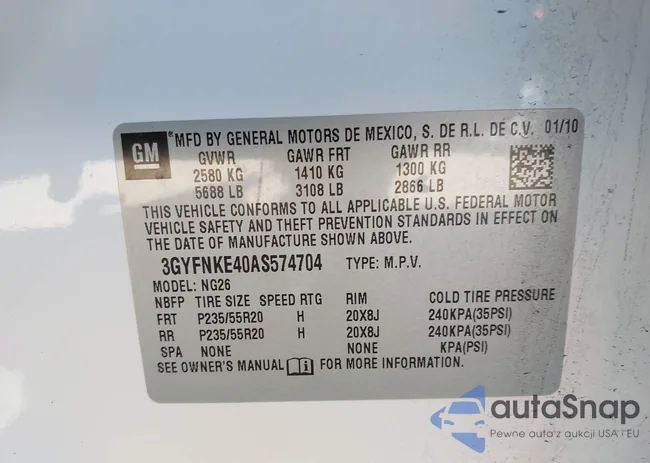 GM ®MFD BY GENERAL MOTORS DE MEXICO, S. DE R.L. DE C.V. 01/10
GVWR GAWR FRT GAWR RR
2580 KG 1410 KG 1300 KG
5688 LB 3108 LB 2866 LB
THIS VEHICLE CONFORMS TO ALL APPLICABLE U.S. FEDERAL MOTOR
VEHICLE SAFETY AND THEFT PREVENTION STANDARDS IN EFFECT ON
THE DATE OF MANUFACTURE SHOWN ABOVE.
3GYFNKE40AS574704 TYPE: M.P.V.
MODEL: NG26
NBFP TIRE SIZE SPEED RTG RIM COLD TIRE PRESSURE
FRT P235/55R20 H 20X8J 240KPA(35PSI)
RR P235/55R20 H 20X8J 240KPA(35PSI)
SPA NONE NONE KPA(PSI)
SEE OWNER'S MANUAL i FOR MORE INFORMATION.
autoSnap
Pewne auta z aukcji USA i EU